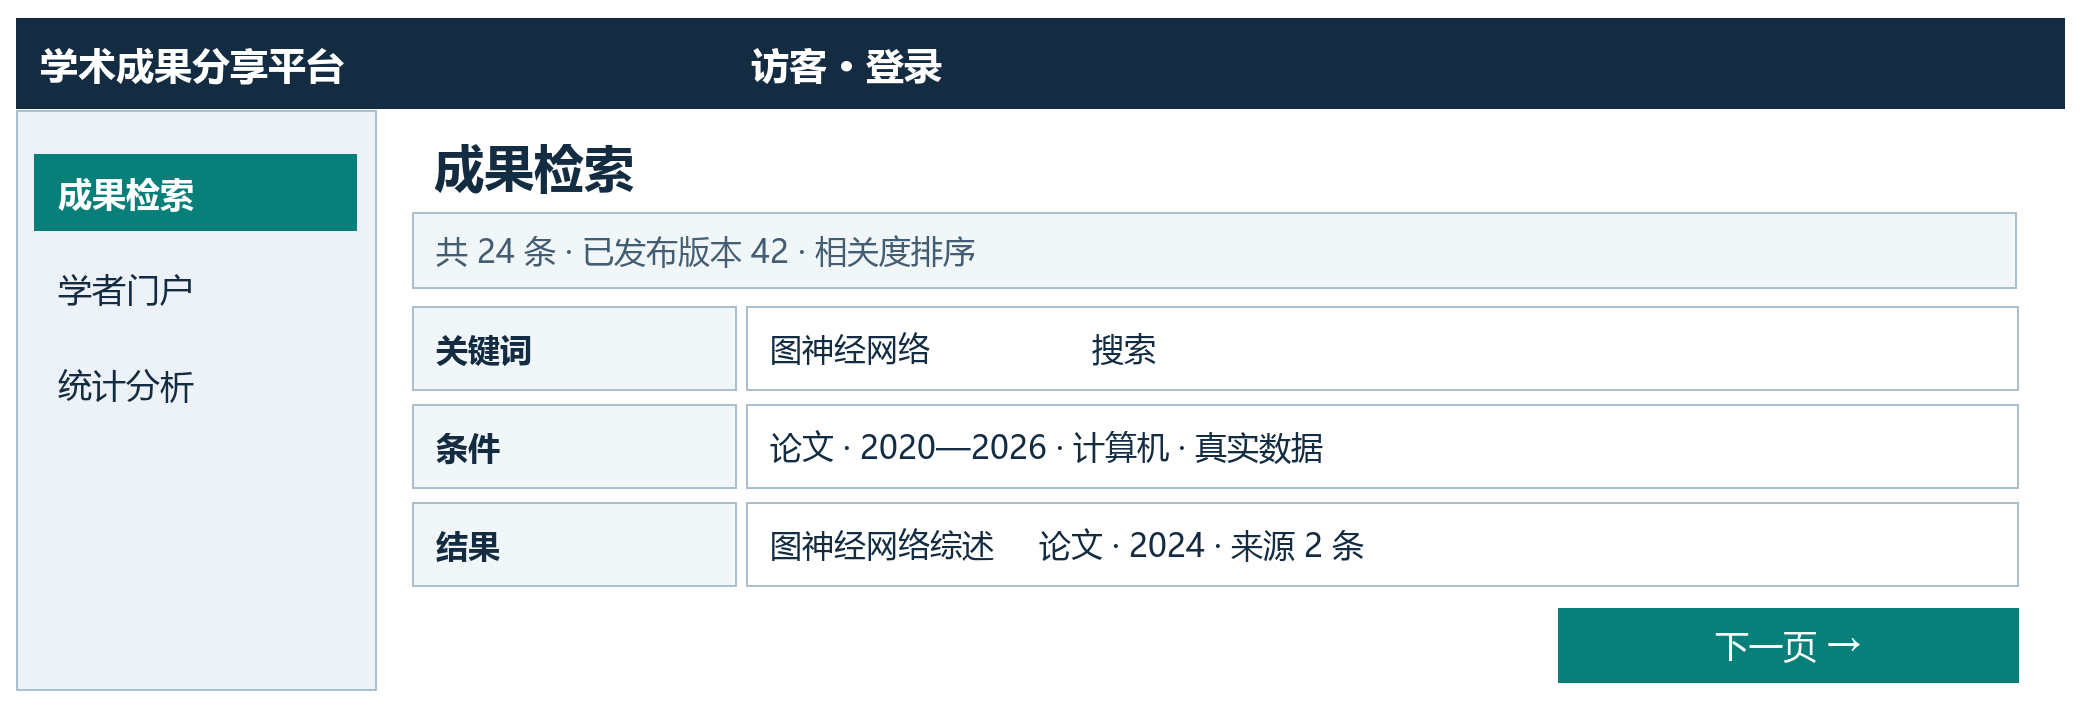 学术成果分享平台 访客 • 登录
成果检索
学者门户
统计分析
成果检索
共 24 条 · 已发布版本 42 · 相关度排序
关键词 图神经网络 搜索
条件 论文 · 2020—2026 · 计算机 · 真实数据
结果 图神经网络综述 论文 · 2024 · 来源 2 条
下一页 →